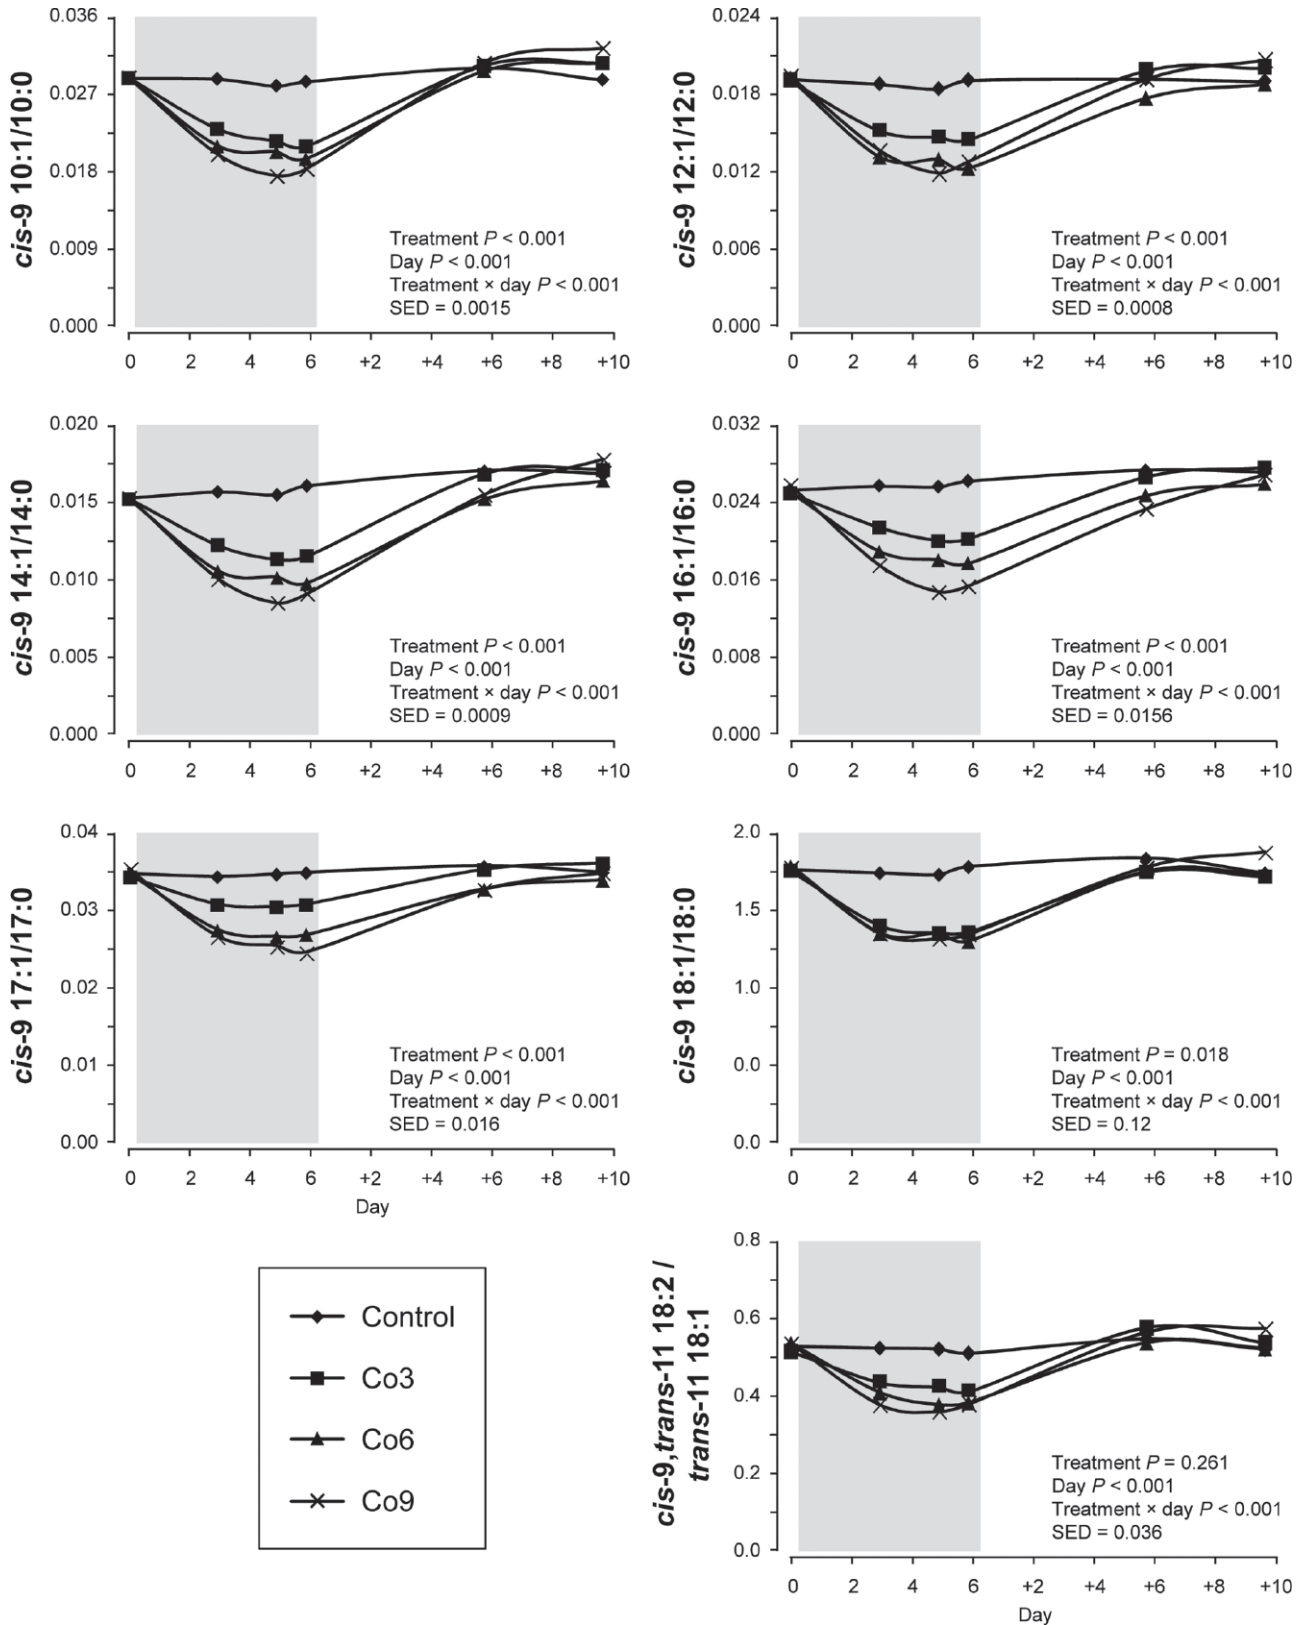 cis-9 10:1/10:0
0.036
0.027
0.018
0.009
0.000
Treatment P < 0.001
Day P < 0.001
Treatment × day P < 0.001
SED = 0.0015
0 2 4 6 +2 +4 +6 +8 +10
cis-9 12:1/12:0
0.024
0.018
0.012
0.006
0.000
Treatment P < 0.001
Day P < 0.001
Treatment × day P < 0.001
SED = 0.0008
0 2 4 6 +2 +4 +6 +8 +10
cis-9 14:1/14:0
0.020
0.015
0.010
0.005
0.000
Treatment P < 0.001
Day P < 0.001
Treatment × day P < 0.001
SED = 0.0009
0 2 4 6 +2 +4 +6 +8 +10
cis-9 16:1/16:0
0.032
0.024
0.016
0.008
0.000
Treatment P < 0.001
Day P < 0.001
Treatment × day P < 0.001
SED = 0.0156
0 2 4 6 +2 +4 +6 +8 +10
cis-9 17:1/17:0
0.04
0.03
0.02
0.01
0.00
Treatment P < 0.001
Day P < 0.001
Treatment × day P < 0.001
SED = 0.016
0 2 4 6 +2 +4 +6 +8 +10
Day
cis-9 18:1/18:0
2.0
1.5
1.0
0.0
0.0
Treatment P = 0.018
Day P < 0.001
Treatment × day P < 0.001
SED = 0.12
0 2 4 6 +2 +4 +6 +8 +10
Control
Co3
Co6
Co9
cis-9,trans-11 18:2 /
trans-11 18:1
0.8
0.6
0.4
0.2
0.0
Treatment P = 0.261
Day P < 0.001
Treatment × day P < 0.001
SED = 0.036
0 2 4 6 +2 +4 +6 +8 +10
Day